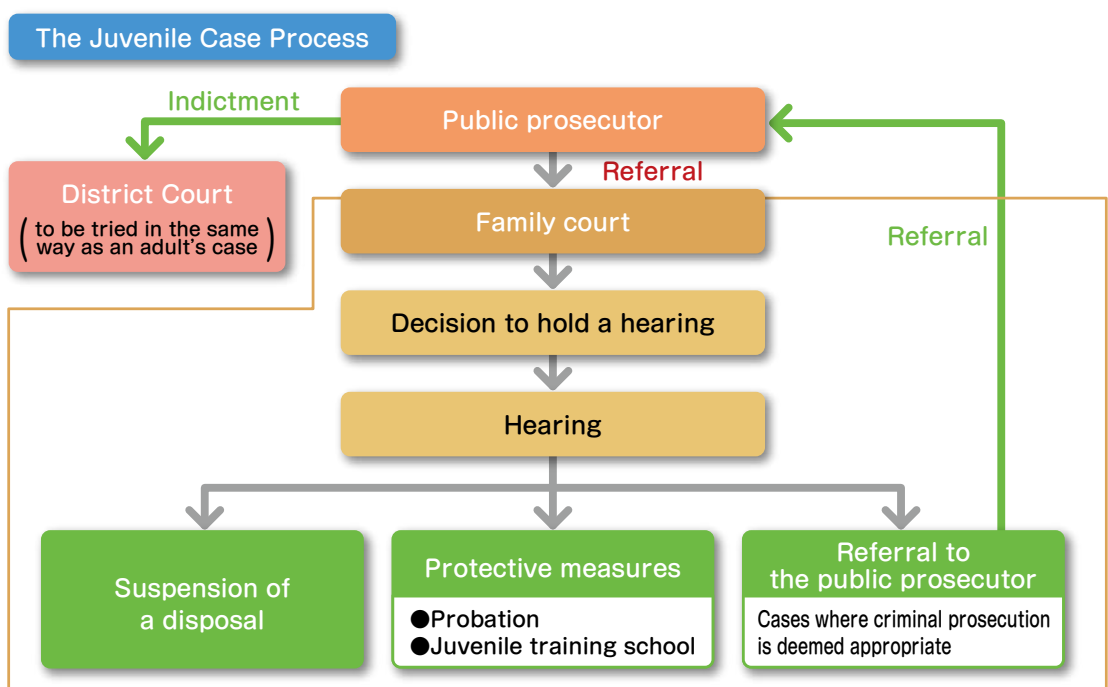 The Juvenile Case Process
Indictment
Public prosecutor
Referral
District Court
( to be tried in the same
way as an adult's case )
Family court
Referral
Decision to hold a hearing
Hearing
Suspension of
a disposal
Protective measures
●Probation
●Juvenile training school
Referral to
the public prosecutor
Cases where criminal prosecution
is deemed appropriate